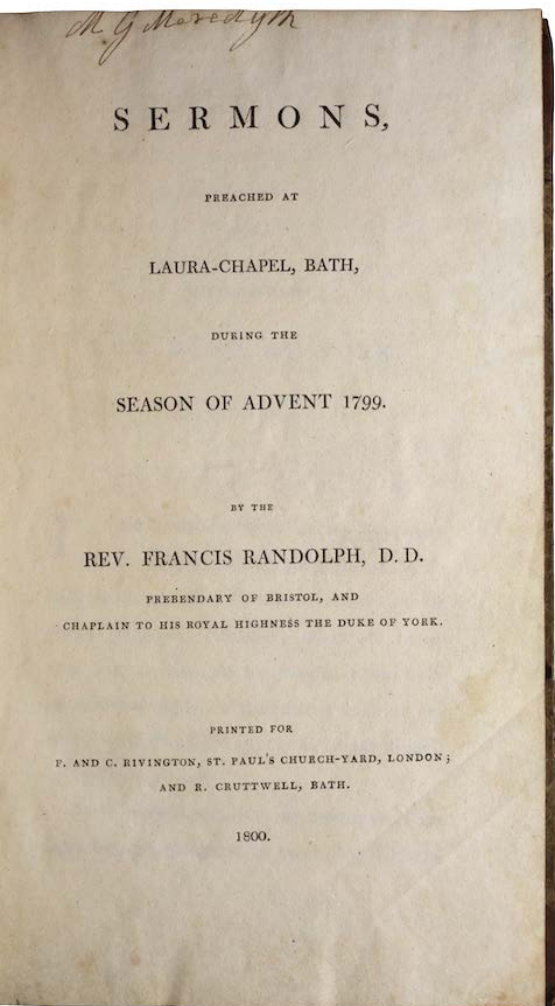 M G Meredyth
SERMONS,
PREACHED AT
LAURA-CHAPEL, BATH,
DURING THE
SEASON OF ADVENT 1799.
BY THE
REV. FRANCIS RANDOLPH, D. D.
PREBENDARY OF BRISTOL, AND
CHAPLAIN TO HIS ROYAL HIGHNESS THE DUKE OF YORK.
PRINTED FOR
F. AND C. RIVINGTON, ST. PAUL'S CHURCH-YARD, LONDON;
AND R. CRUTTWELL, BATH.
1800.